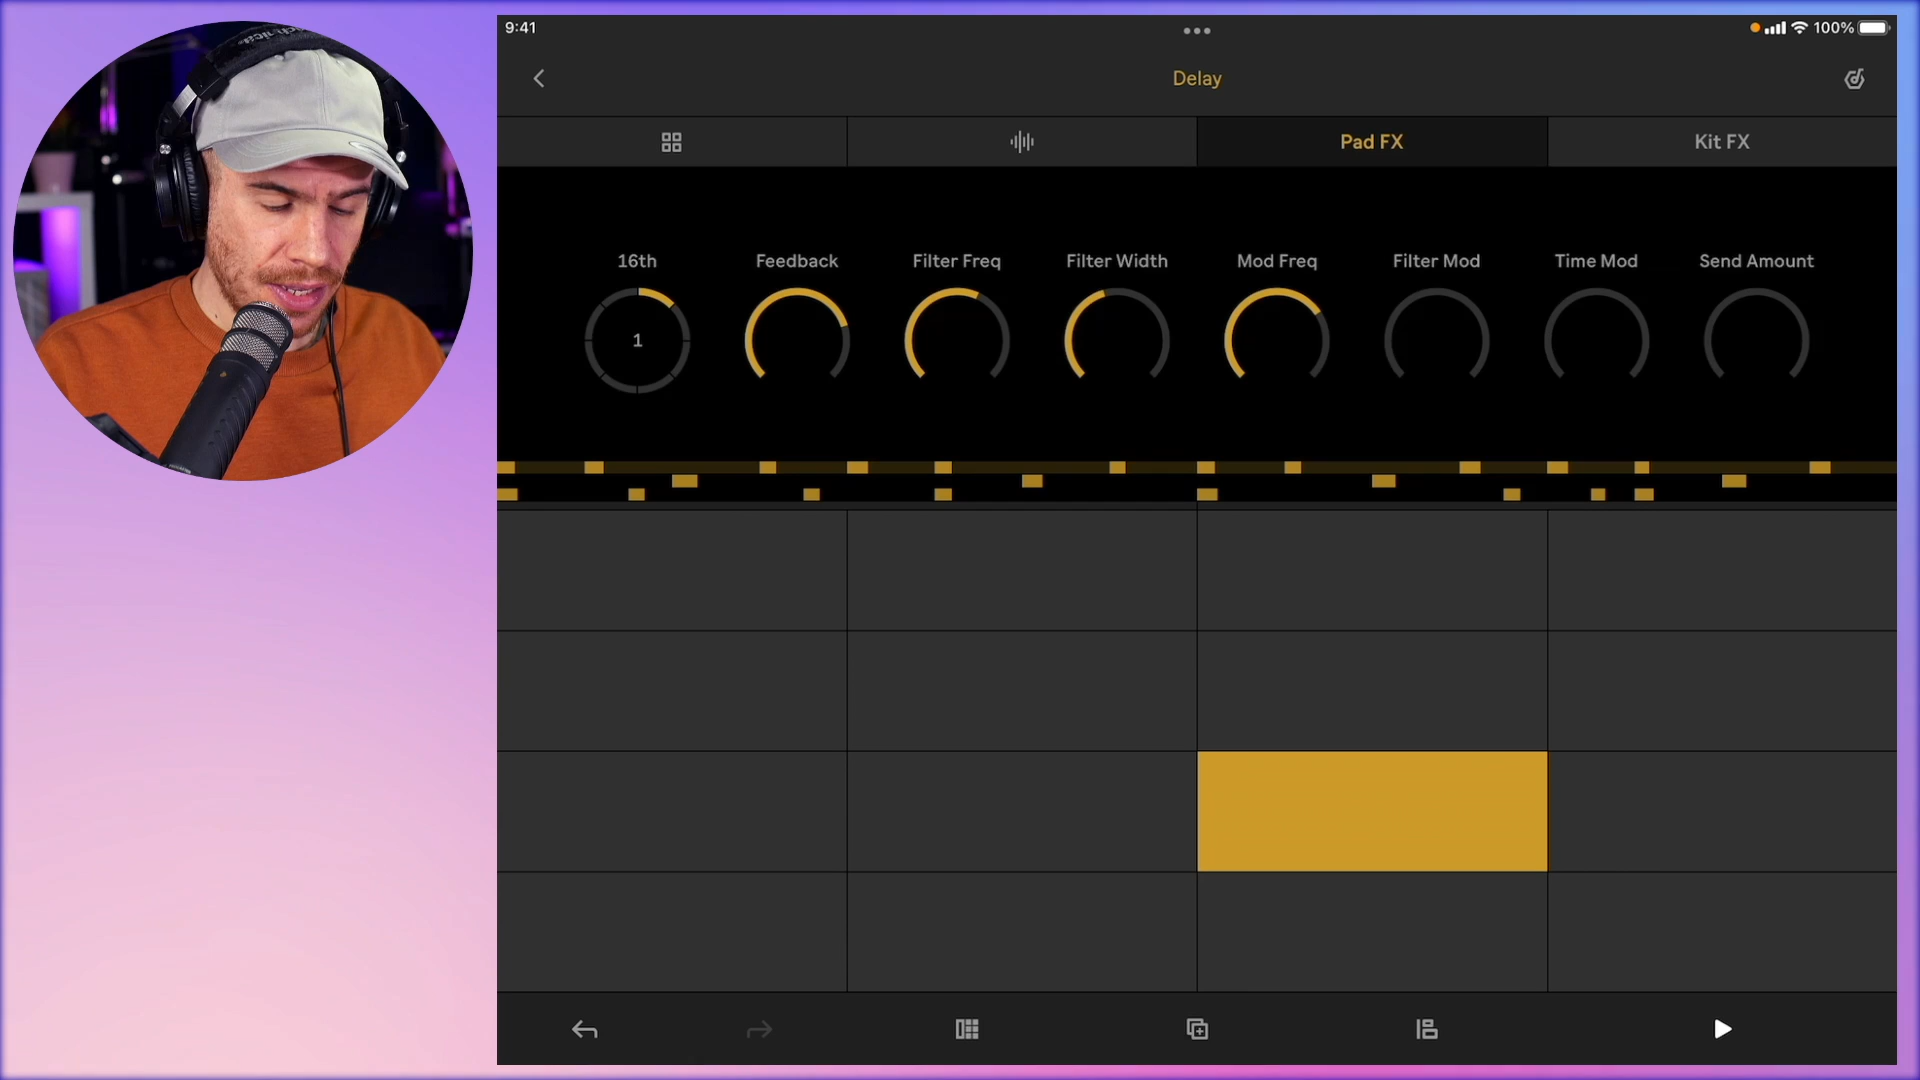 9:41
100%
Delay
Pad FX
Kit FX
16th
Feedback
Filter Freq
Filter Width
Mod Freq
Filter Mod
Time Mod
Send Amount
1